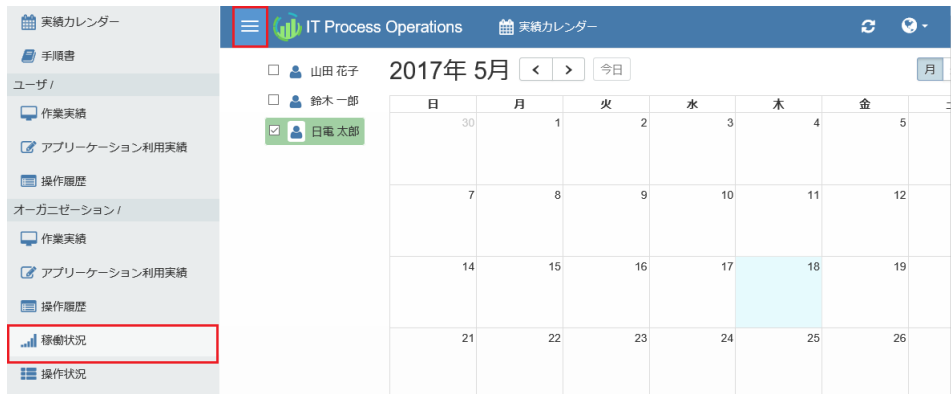 実績カレンダー
手順書
ユーザ /
作業実績
アプリーケーション利用実績
操作履歴
オーガニゼーション /
作業実績
アプリーケーション利用実績
操作履歴
稼働状況
操作状況
IT Process Operations 実績カレンダー
山田 花子
鈴木 一郎
日電 太郎
2017年 5月 < > 今日 月
日 月 火 水 木 金
30 1 2 3 4 5
7 8 9 10 11 12
14 15 16 17 18 19
21 22 23 24 25 26